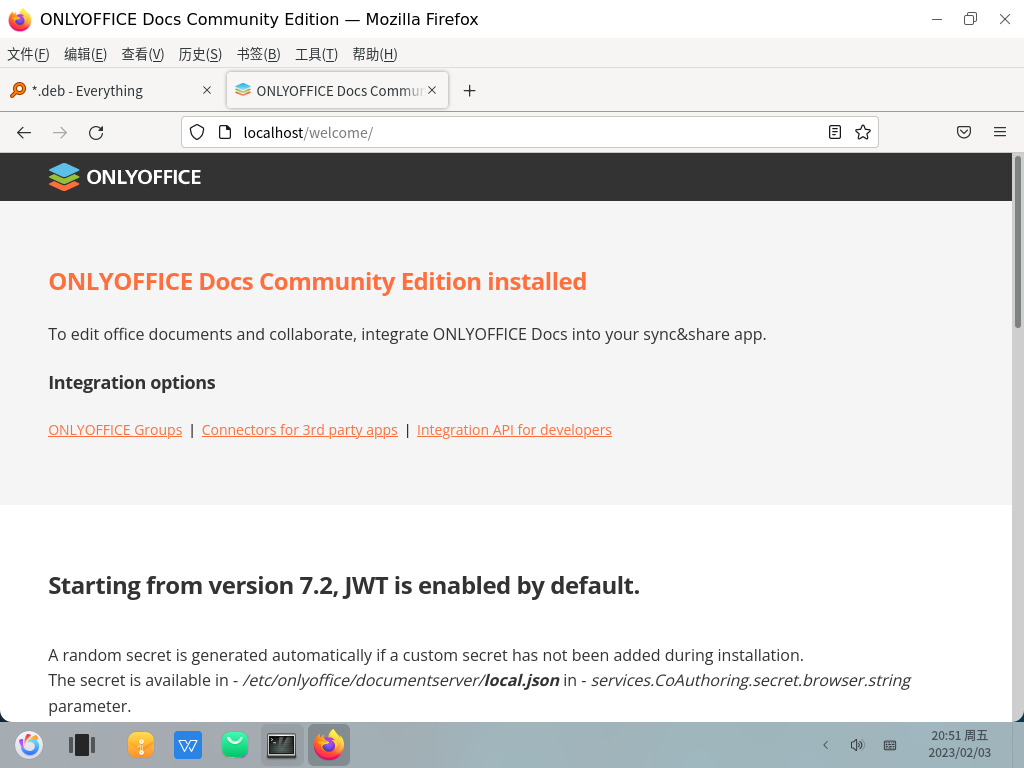 ONLYOFFICE Docs Community Edition — Mozilla Firefox
文件(F) 编辑(E) 查看(V) 历史(S) 书签(B) 工具(T) 帮助(H)
*.deb - Everything
ONLYOFFICE Docs Commun
localhost/welcome/
ONLYOFFICE
ONLYOFFICE Docs Community Edition installed
To edit office documents and collaborate, integrate ONLYOFFICE Docs into your sync&share app.
Integration options
ONLYOFFICE Groups | Connectors for 3rd party apps | Integration API for developers
Starting from version 7.2, JWT is enabled by default.
A random secret is generated automatically if a custom secret has not been added during installation.
The secret is available in - /etc/onlyoffice/documentserver/local.json in - services.CoAuthoring.secret.browser.string
parameter.
20:51 周五
2023/02/03